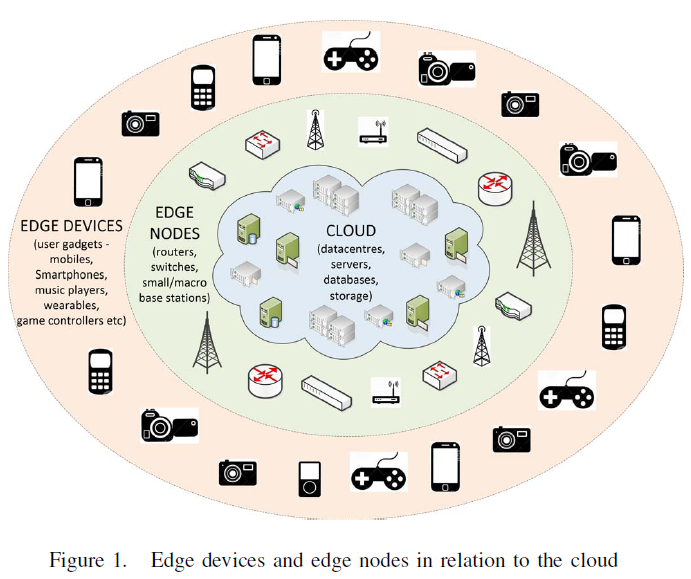 EDGE DEVICES
(user gadgets -
mobiles,
Smartphones,
music players,
wearables,
game controllers etc)
EDGE
NODES
(routers,
switches,
small/macro
base stations)
CLOUD
(datacentres,
servers,
databases,
storage)
Figure 1. Edge devices and edge nodes in relation to the cloud